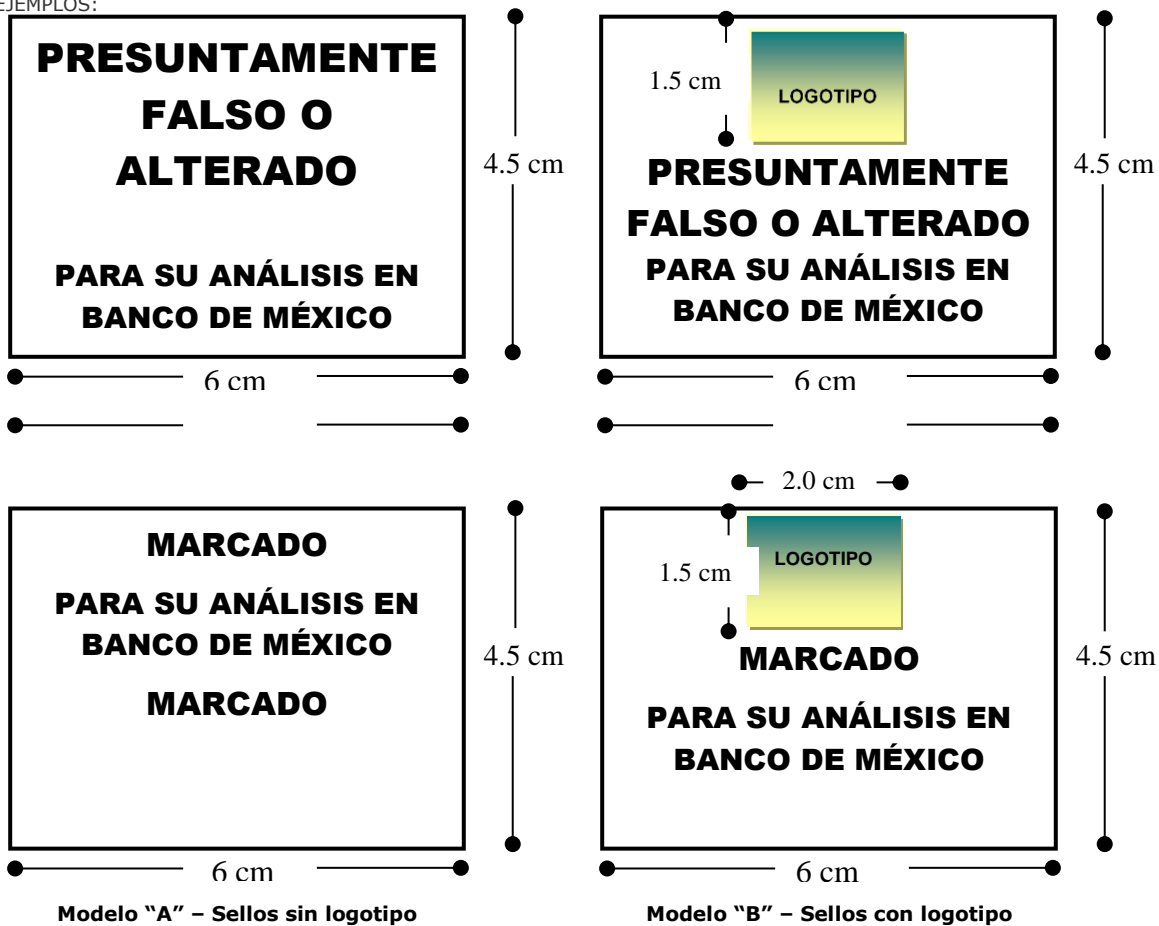 EJEMPLOS:
PRESUNTAMENTE
FALSO O
ALTERADO
PARA SU ANÁLISIS EN
BANCO DE MÉXICO
4.5 cm
6 cm
1.5 cm
LOGOTIPO
PRESUNTAMENTE
FALSO O ALTERADO
PARA SU ANÁLISIS EN
BANCO DE MÉXICO
4.5 cm
6 cm
MARCADO
PARA SU ANÁLISIS EN
BANCO DE MÉXICO
MARCADO
4.5 cm
6 cm
2.0 cm
1.5 cm
LOGOTIPO
MARCADO
PARA SU ANÁLISIS EN
BANCO DE MÉXICO
4.5 cm
6 cm
Modelo “A” – Sellos sin logotipo
Modelo “B” – Sellos con logotipo